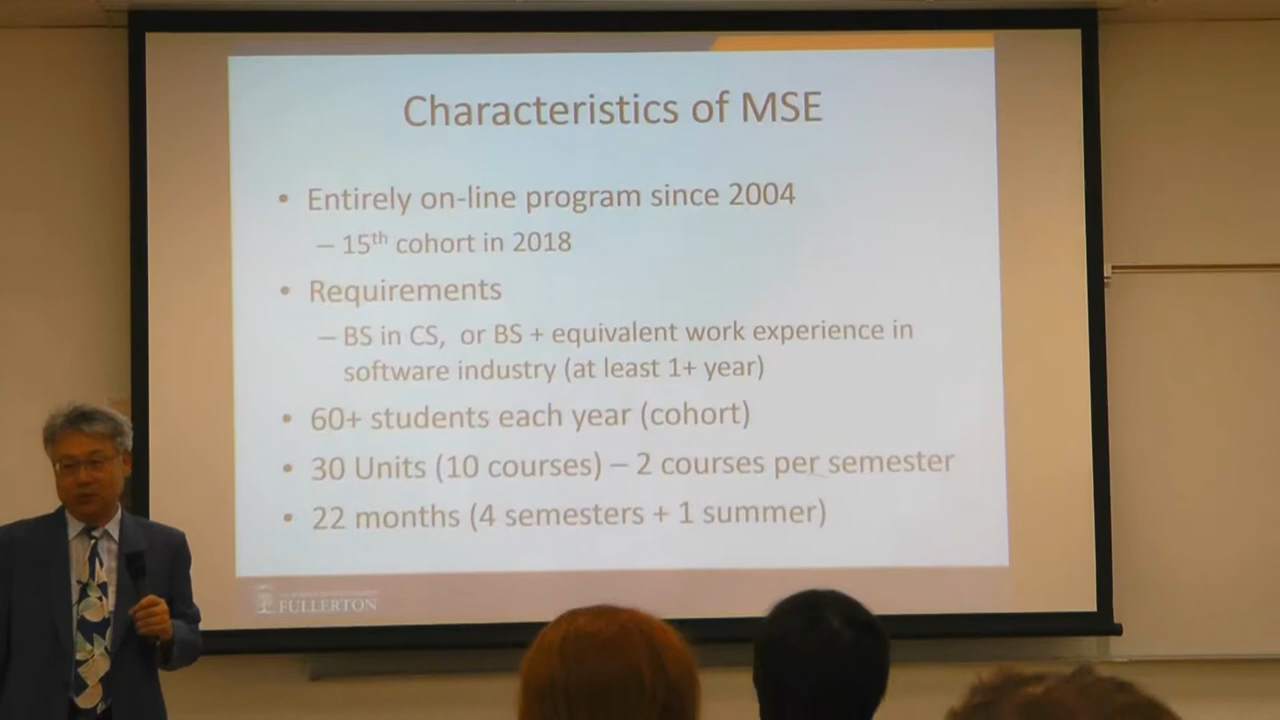 Characteristics of MSE
• Entirely on-line program since 2004
– 15th cohort in 2018
• Requirements
– BS in CS, or BS + equivalent work experience in
software industry (at least 1+ year)
• 60+ students each year (cohort)
• 30 Units (10 courses) – 2 courses per semester
• 22 months (4 semesters + 1 summer)
FULLERTON